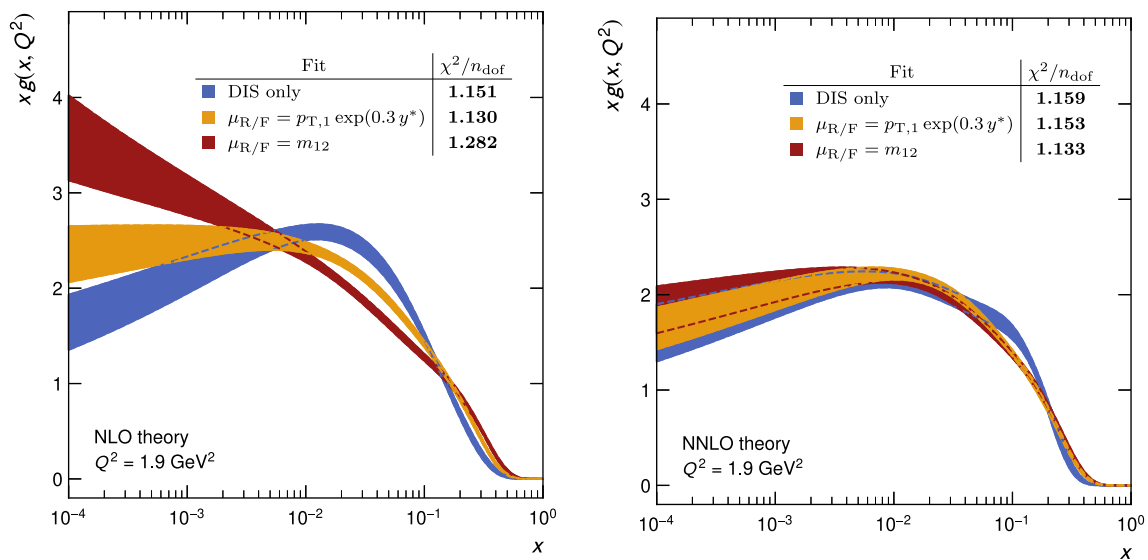 x g(x, Q²)
Fit χ²/n_dof
DIS only 1.151
μ_R/F = p_T,1 exp(0.3 y*) 1.130
μ_R/F = m_12 1.282
4
3
2
1
0
NLO theory
Q² = 1.9 GeV²
10⁻⁴ 10⁻³ 10⁻² 10⁻¹ 10⁰
x
x g(x, Q²)
Fit χ²/n_dof
DIS only 1.159
μ_R/F = p_T,1 exp(0.3 y*) 1.153
μ_R/F = m_12 1.133
4
3
2
1
0
NNLO theory
Q² = 1.9 GeV²
10⁻⁴ 10⁻³ 10⁻² 10⁻¹ 10⁰
x